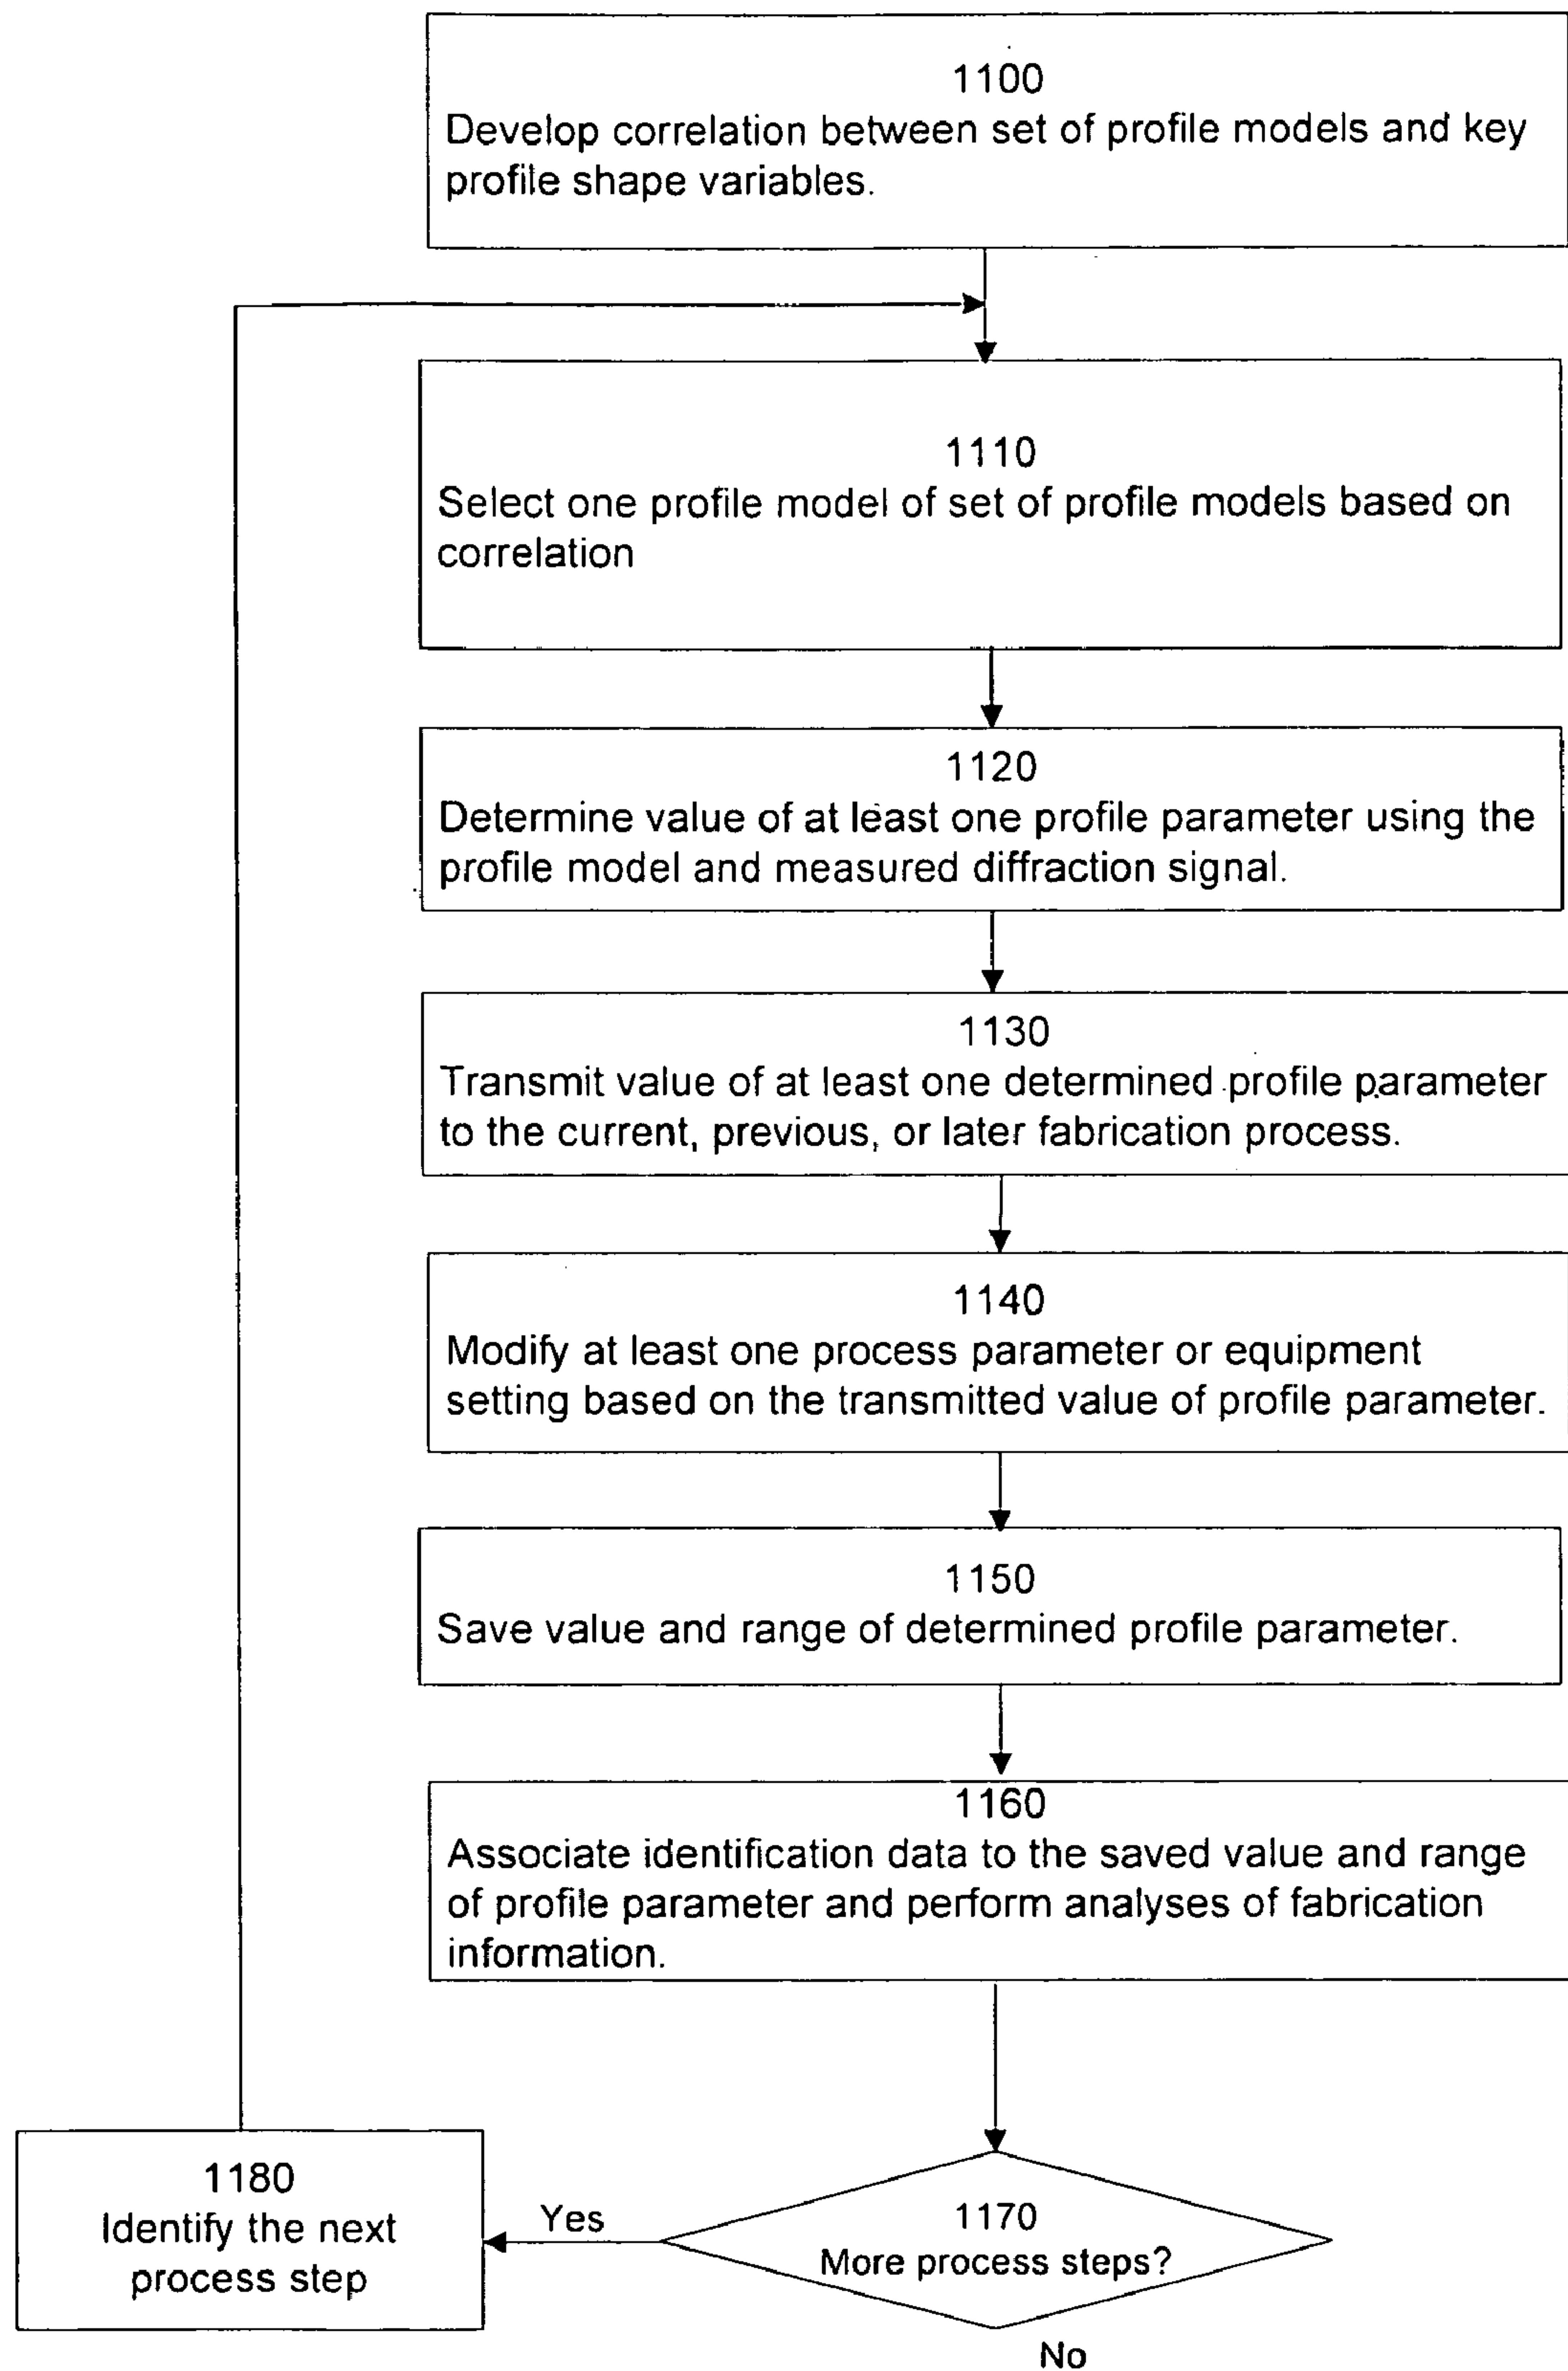 1100
Develop correlation between set of profile models and key
profile shape variables.
1110
Select one profile model of set of profile models based on
correlation
1120
Determine value of at least one profile parameter using the
profile model and measured diffraction signal.
1130
Transmit value of at least one determined profile parameter
to the current, previous, or later fabrication process.
1140
Modify at least one process parameter or equipment
setting based on the transmitted value of profile parameter.
1150
Save value and range of determined profile parameter.
1160
Associate identification data to the saved value and range
of profile parameter and perform analyses of fabrication
information.
1170
More process steps?
Yes
1180
Identify the next
process step
No